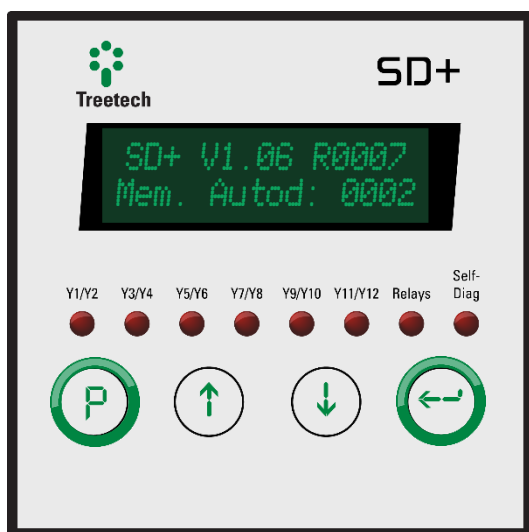 Treetech
SD+
SD+ V1.06 R0007
Mem. Autod: 0002
Y1/Y2 Y3/Y4 Y5/Y6 Y7/Y8 Y9/Y10 Y11/Y12 Relays Self-
Diag
P